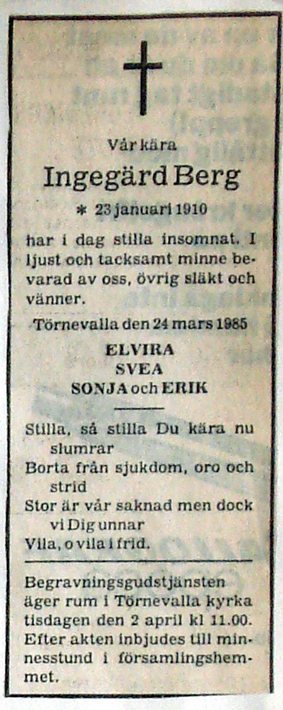 Vår kära
Ingegärd Berg
* 23 januari 1910
har i dag stilla insomnat. I
ljust och tacksamt minne be-
varad av oss, övrig släkt och
vänner.
Törnevalla den 24 mars 1985
ELVIRA
SVEA
SONJA och ERIK
Stilla, så stilla Du kära nu
slumrar
Borta från sjukdom, oro och
strid
Stor är vår saknad men dock
vi Dig unnar
Vila, o vila i frid.
Begravningsgudstjänsten
äger rum i Törnevalla kyrka
tisdagen den 2 april kl 11.00.
Efter akten inbjudes till min-
nesstund i församlingshem-
met.